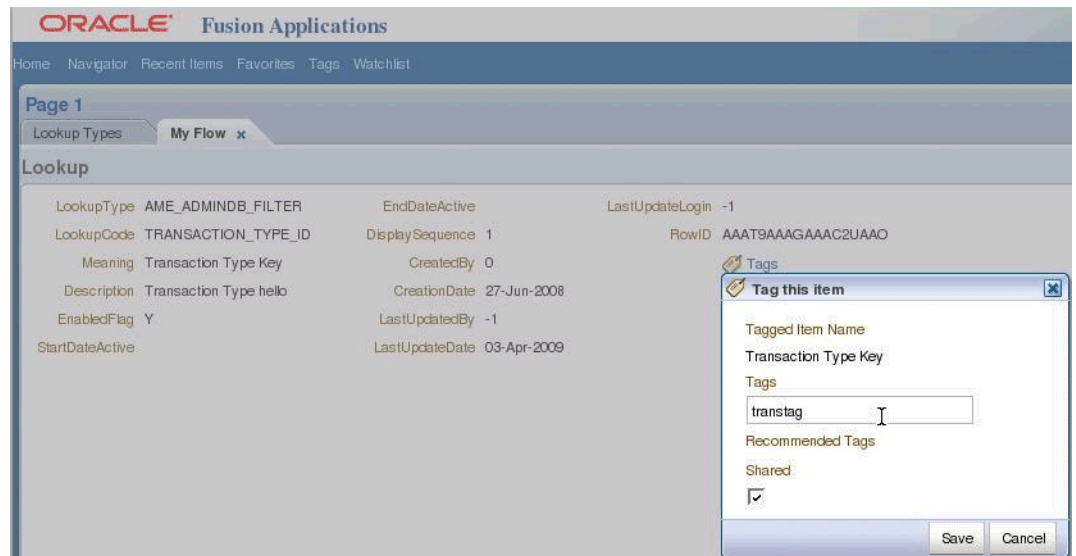 ORACLE Fusion Applications
Home Navigator Recent Items Favorites Tags Watchlist
Page 1
Lookup Types My Flow x
Lookup
LookupType AME_ADMINDB_FILTER EndDateActive LastUpdateLogin -1
LookupCode TRANSACTION_TYPE_ID DisplaySequence 1 RowID AAAT9AAAGAAAC2UAAO
Meaning Transaction Type Key CreatedBy 0 Tags
Description Transaction Type hello CreationDate 27-Jun-2008
EnabledFlag Y LastUpdatedBy -1
StartDateActive LastUpdateDate 03-Apr-2009
Tag this item
Tagged Item Name
Transaction Type Key
Tags
transtag
Recommended Tags
Shared
Save Cancel